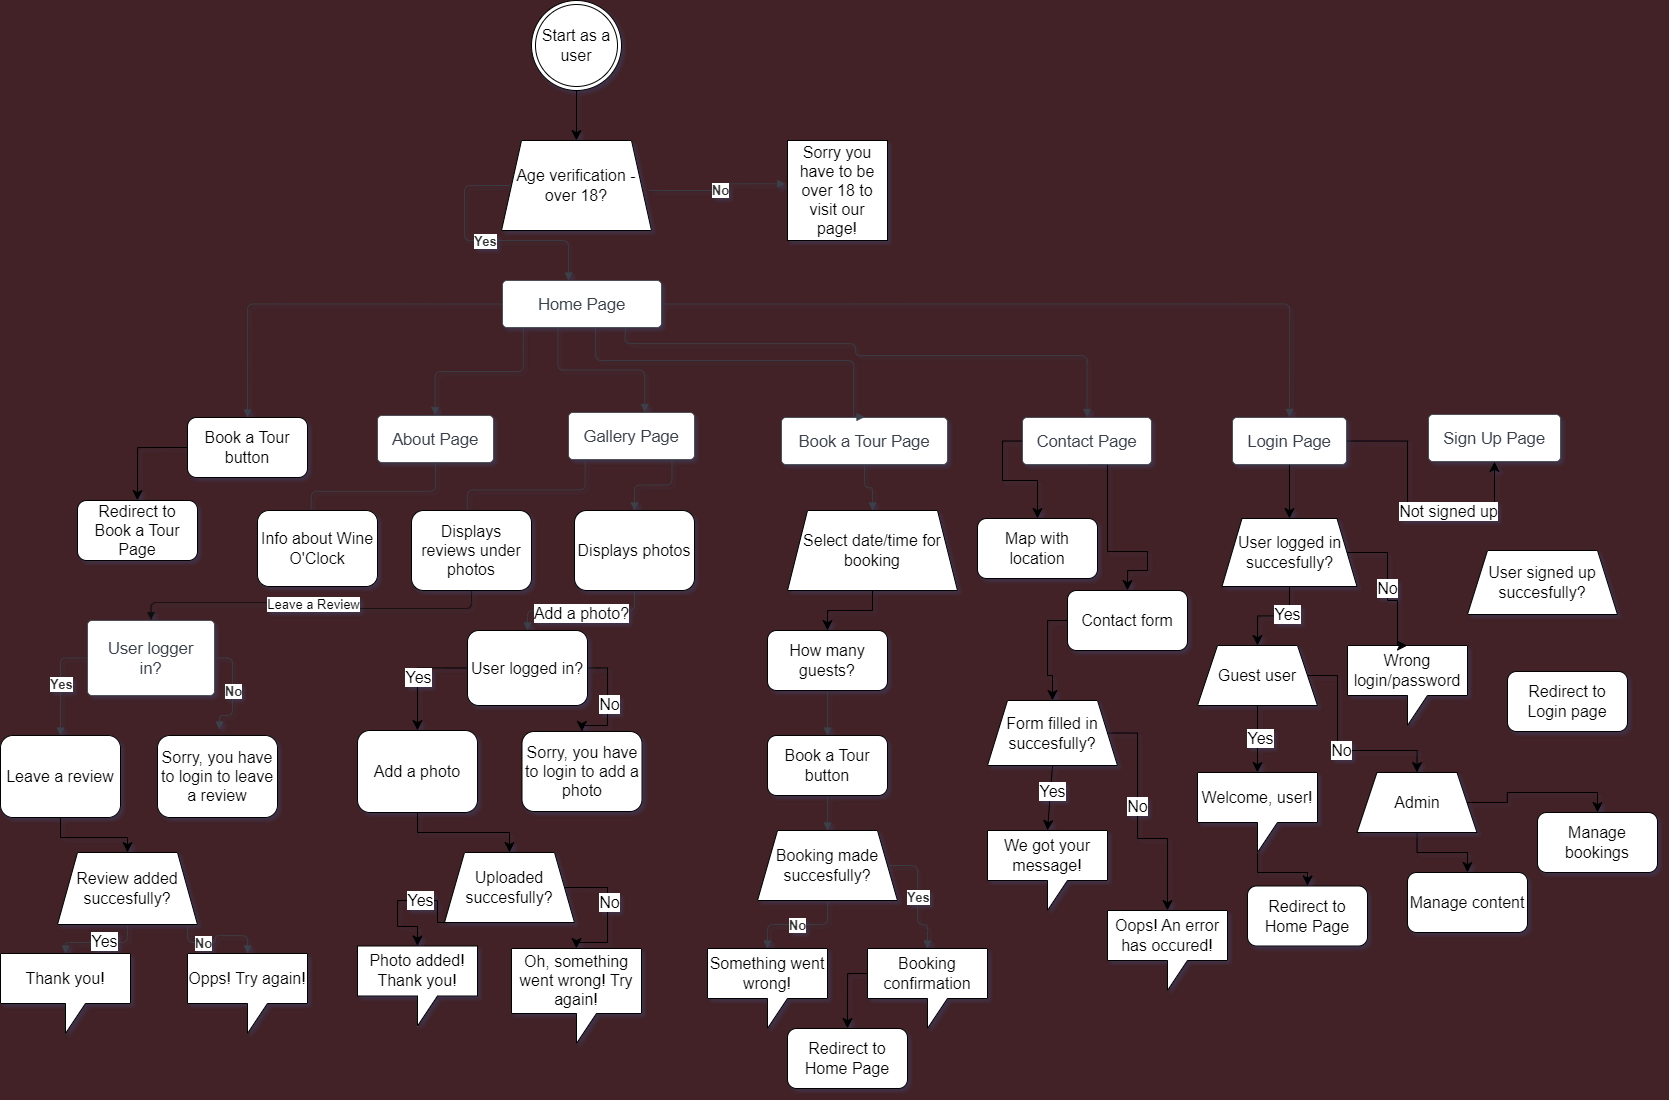 Start as a
user
Age verification -
over 18?
No
Sorry you
have to be
over 18 to
visit our
page!
Yes
Home Page
Book a Tour
button
About Page
Gallery Page
Book a Tour Page
Contact Page
Login Page
Sign Up Page
Redirect to
Book a Tour
Page
Info about Wine
O'Clock
Displays
reviews under
photos
Displays photos
Select date/time for
booking
Map with
location
User logged in
succesfully?
Not signed up
User signed up
succesfully?
Leave a Review
Add a photo?
No
Yes
Contact form
User logger
in?
User logged in?
How many
guests?
Guest user
Wrong
login/password
Yes
No
Yes
No
Redirect to
Login page
Leave a review
Sorry, you have
to login to leave
a review
Add a photo
Sorry, you have
to login to add a
photo
Book a Tour
button
Form filled in
succesfully?
Yes
No
Yes
No
Welcome, user!
Admin
Manage
bookings
Review added
succesfully?
Uploaded
succesfully?
Booking made
succesfully?
We got your
message!
Manage content
Yes
No
Yes
No
No
Yes
Redirect to
Home Page
Oops! An error
has occured!
Thank you!
Opps! Try again!
Photo added!
Thank you!
Oh, something
went wrong! Try
again!
Something went
wrong!
Booking
confirmation
Redirect to
Home Page